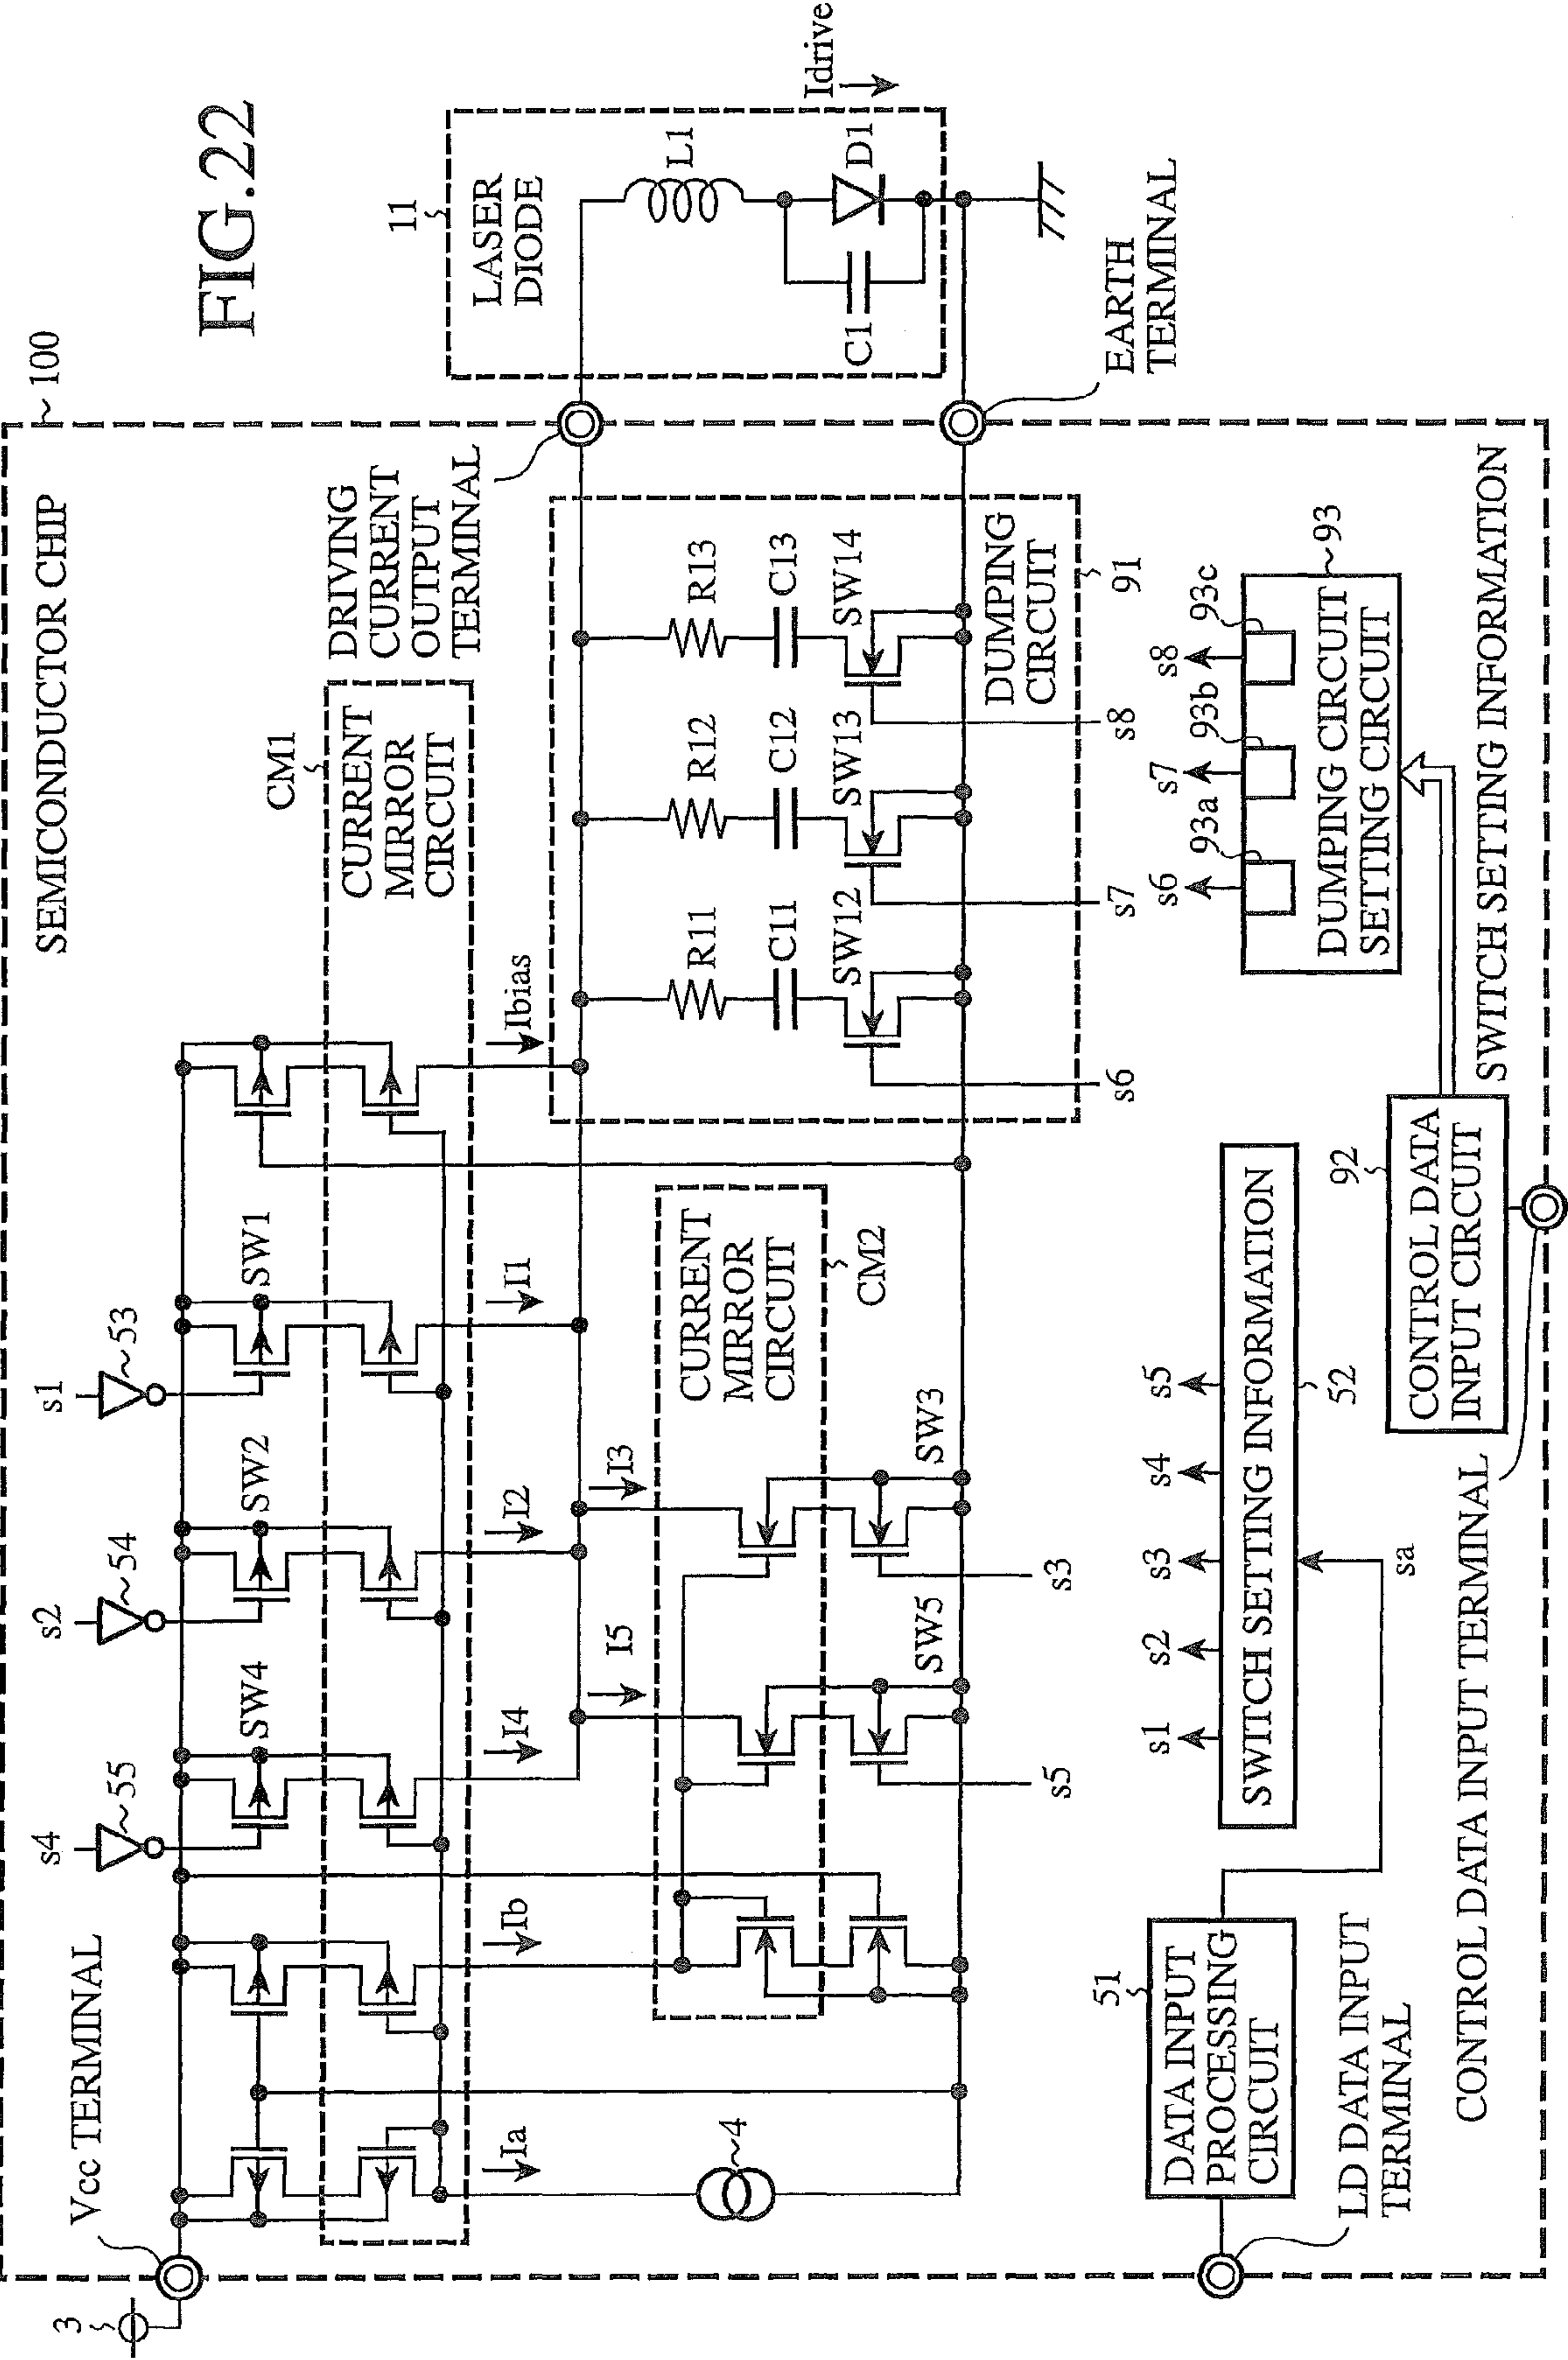 FIG.22
SEMICONDUCTOR CHIP
100
3
Vcc TERMINAL
s4
55
s2
54
s1
53
SW4
SW2
SW1
CM1
CURRENT
MIRROR
CIRCUIT
Ia
Ib
I4
I2
I1
Ibias
DRIVING
CURRENT
OUTPUT
TERMINAL
11
LASER
DIODE
L1
C1
D1
Idrive
I5
I3
4
CURRENT
MIRROR
CIRCUIT
CM2
SW5
SW3
s5
s3
R11
R12
R13
C11
C12
C13
SW12
SW13
SW14
s6
s7
s8
DUMPING
CIRCUIT
91
EARTH
TERMINAL
51
DATA INPUT
PROCESSING
CIRCUIT
LD DATA INPUT
TERMINAL
sa
s1
s2
s3
s4
s5
SWITCH SETTING INFORMATION
52
92
CONTROL DATA
INPUT CIRCUIT
CONTROL DATA INPUT TERMINAL
s6
s7
s8
93a
93b
93c
DUMPING CIRCUIT
SETTING CIRCUIT
93
SWITCH SETTING INFORMATION